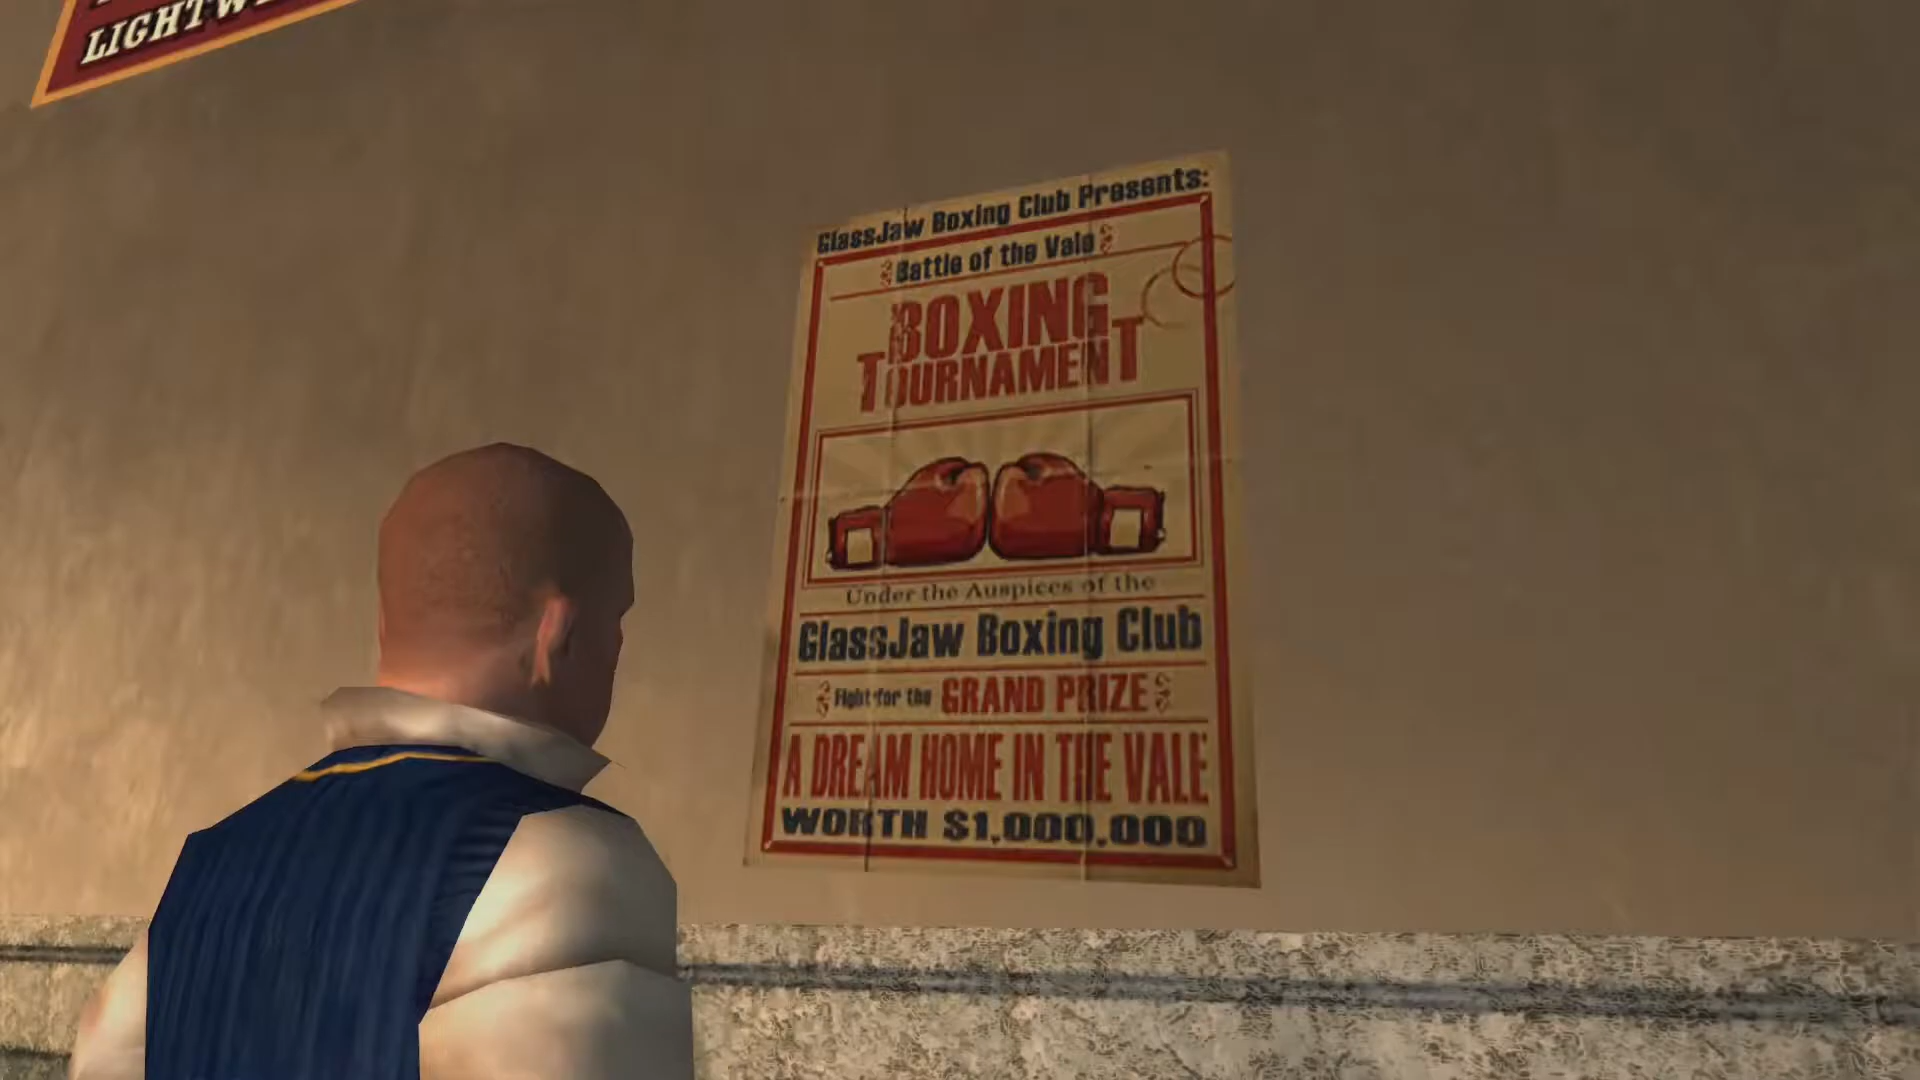 LIGHTW
GlassJaw Boxing Club Presents:
Battle of the Vale
BOXING
TOURNAMENT
Under the Auspices of the
GlassJaw Boxing Club
Fight for the GRAND PRIZE
A DREAM HOME IN THE VALE
WORTH $1,000,000